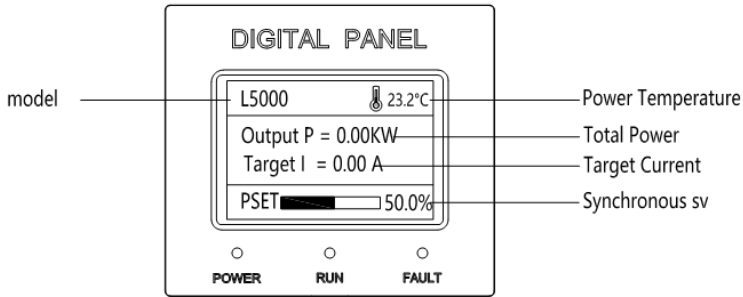 DIGITAL PANEL
model
L5000 23.2°C
Power Temperature
Output P = 0.00KW
Total Power
Target I = 0.00 A
Target Current
PSET 50.0%
Synchronous sv
POWER RUN FAULT